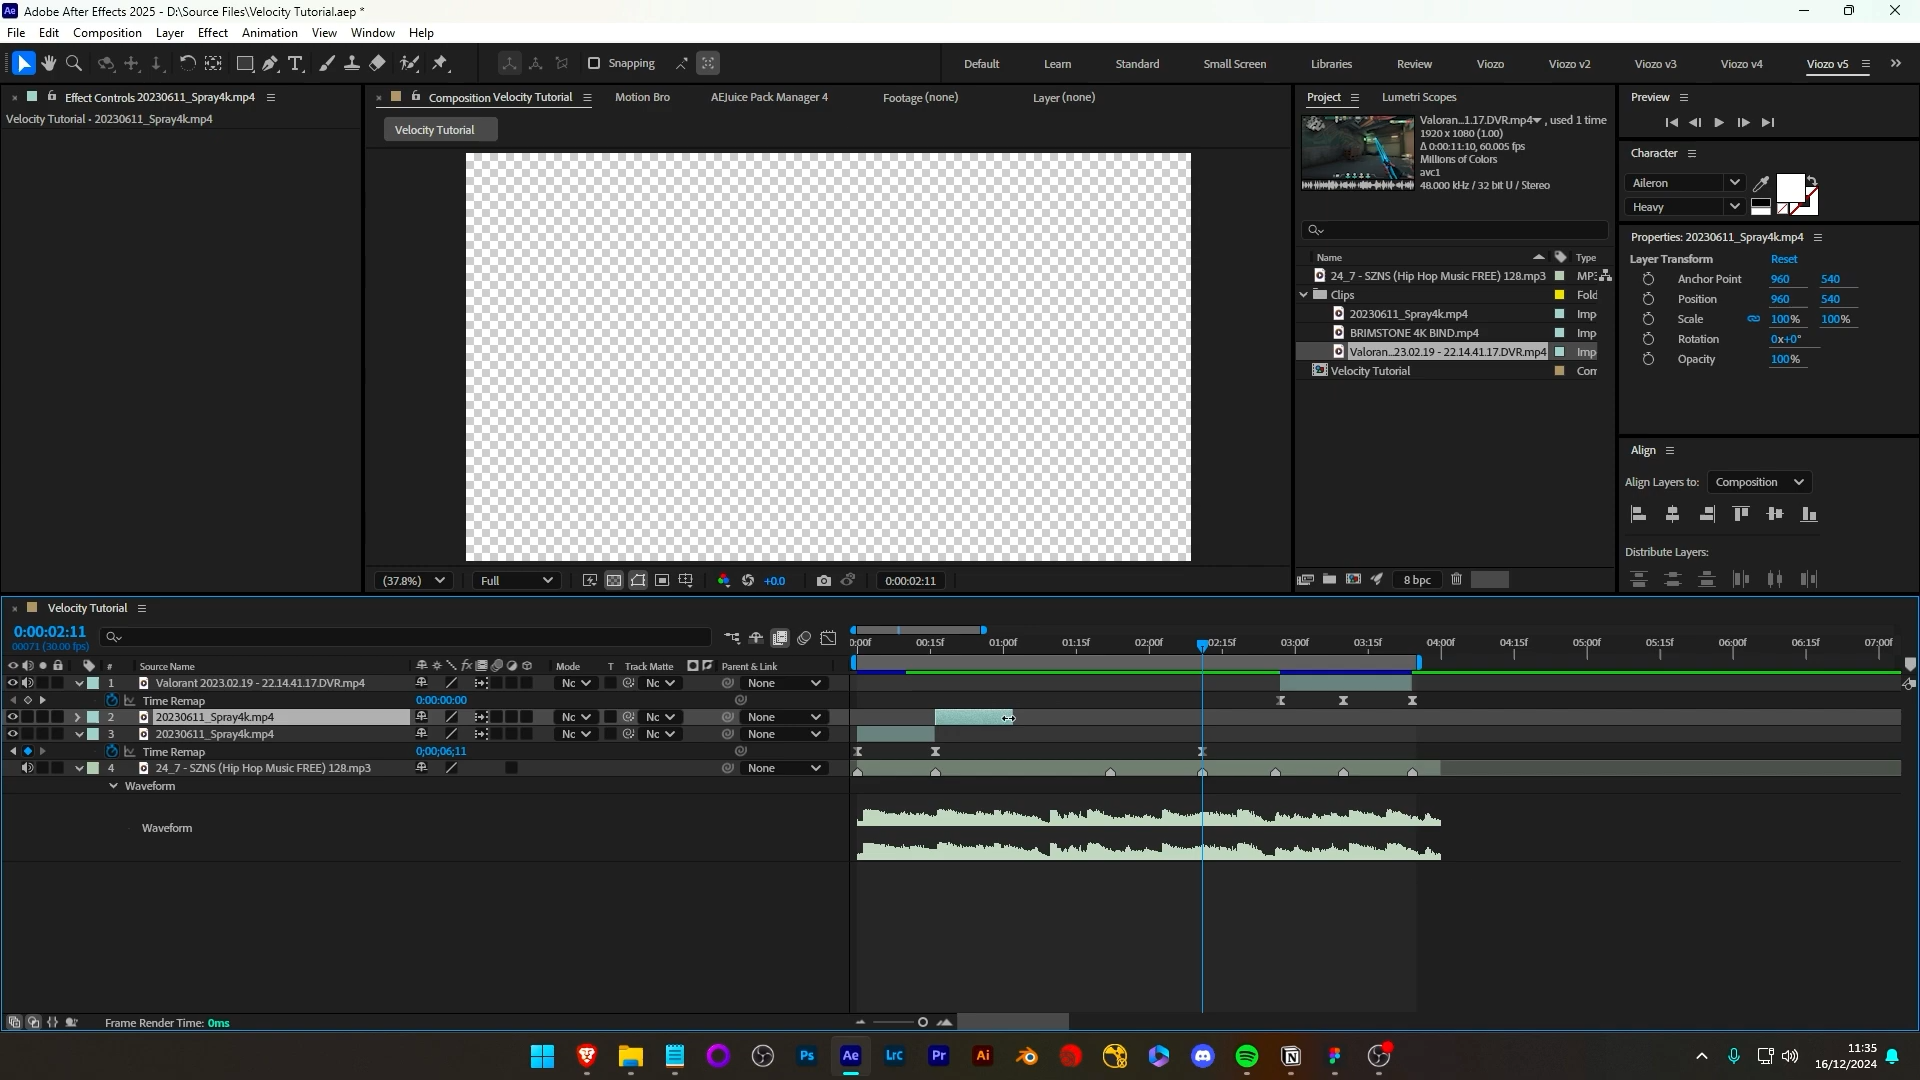 Adobe After Effects 2025 - D:\Source Files\Velocity Tutorial.aep *
File Edit Composition Layer Effect Animation View Window Help
Snapping
Default Learn Standard Small Screen Libraries Review Viozo Viozo v2 Viozo v3 Viozo v4 Viozo v5
Effect Controls 20230611_Spray4k.mp4
Velocity Tutorial • 20230611_Spray4k.mp4
Composition Velocity Tutorial Motion Bro AEJuice Pack Manager 4 Footage (none) Layer (none)
Velocity Tutorial
(37.8%) Full +0.0 0:00:02:11
Project Lumetri Scopes
Valoran...1.17.DVR.mp4 , used 1 time
1920 x 1080 (1.00)
Δ 0:00:11:10, 60.005 fps
Millions of Colors
avc1
48.000 kHz / 32 bit U / Stereo
Name Type
24_7 - SZNS (Hip Hop Music FREE) 128.mp3 MP:
Clips Fold
20230611_Spray4k.mp4 Imp
BRIMSTONE 4K BIND.mp4 Imp
Valoran...23.02.19 - 22.14.41.17.DVR.mp4 Imp
Velocity Tutorial Com
8 bpc
Preview
Character
Aileron
Heavy
Properties: 20230611_Spray4k.mp4
Layer Transform Reset
Anchor Point 960 540
Position 960 540
Scale 100% 100%
Rotation 0x+0°
Opacity 100%
Align
Align Layers to: Composition
Distribute Layers:
Velocity Tutorial
0:00:02:11
00071 (30.00 fps)
):00f 00:15f 01:00f 01:15f 02:00f 02:15f 03:00f 03:15f 04:00f 04:15f 05:00f 05:15f 06:00f 06:15f 07:00f
# Source Name Mode T Track Matte Parent & Link
1 Valorant 2023.02.19 - 22.14.41.17.DVR.mp4 Nc Nc None
Time Remap 0:00:00:00
2 20230611_Spray4k.mp4 Nc Nc None
3 20230611_Spray4k.mp4 Nc Nc None
Time Remap 0;00;06;11
4 24_7 - SZNS (Hip Hop Music FREE) 128.mp3 None
Waveform
Waveform
Frame Render Time: 0ms
Ps Ae LrC Pr Ai
11:35
16/12/2024